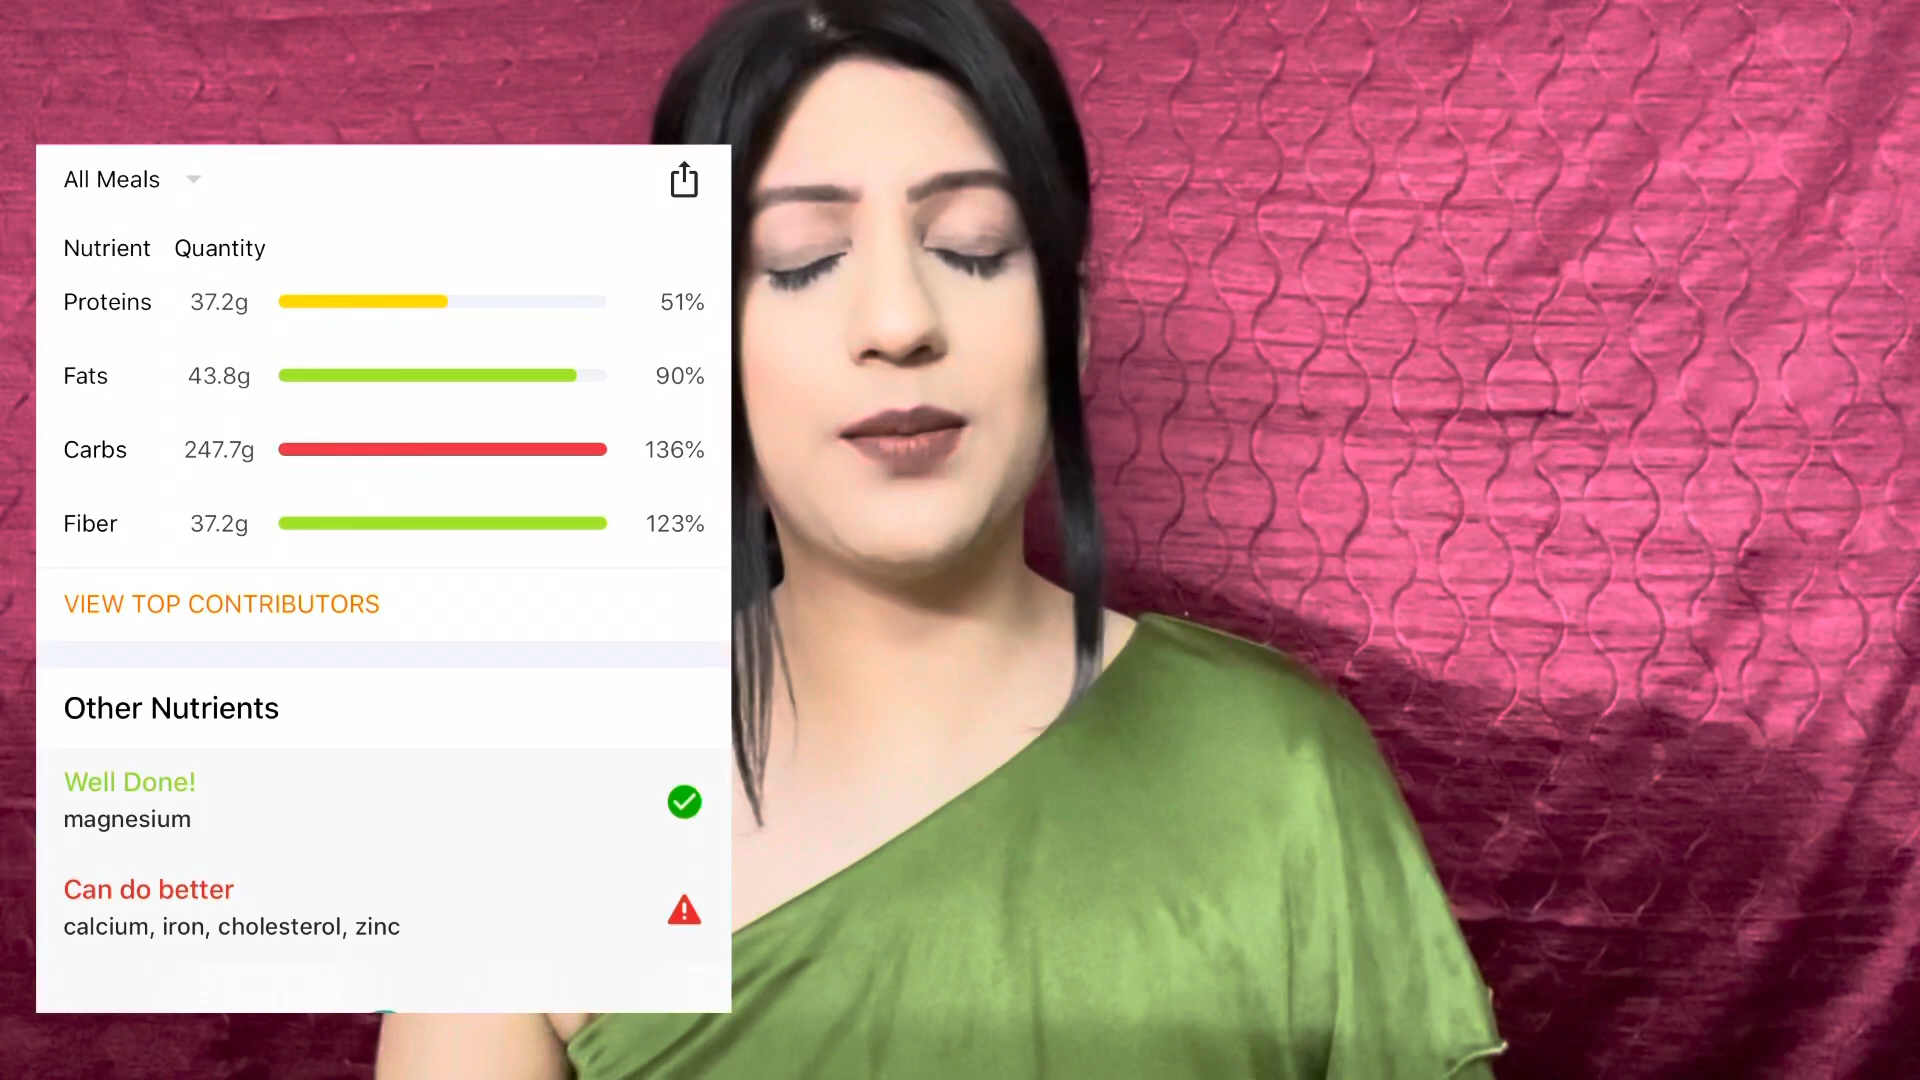 All Meals
Nutrient Quantity
Proteins 37.2g 51%
Fats 43.8g 90%
Carbs 247.7g 136%
Fiber 37.2g 123%
VIEW TOP CONTRIBUTORS
Other Nutrients
Well Done!
magnesium
Can do better
calcium, iron, cholesterol, zinc